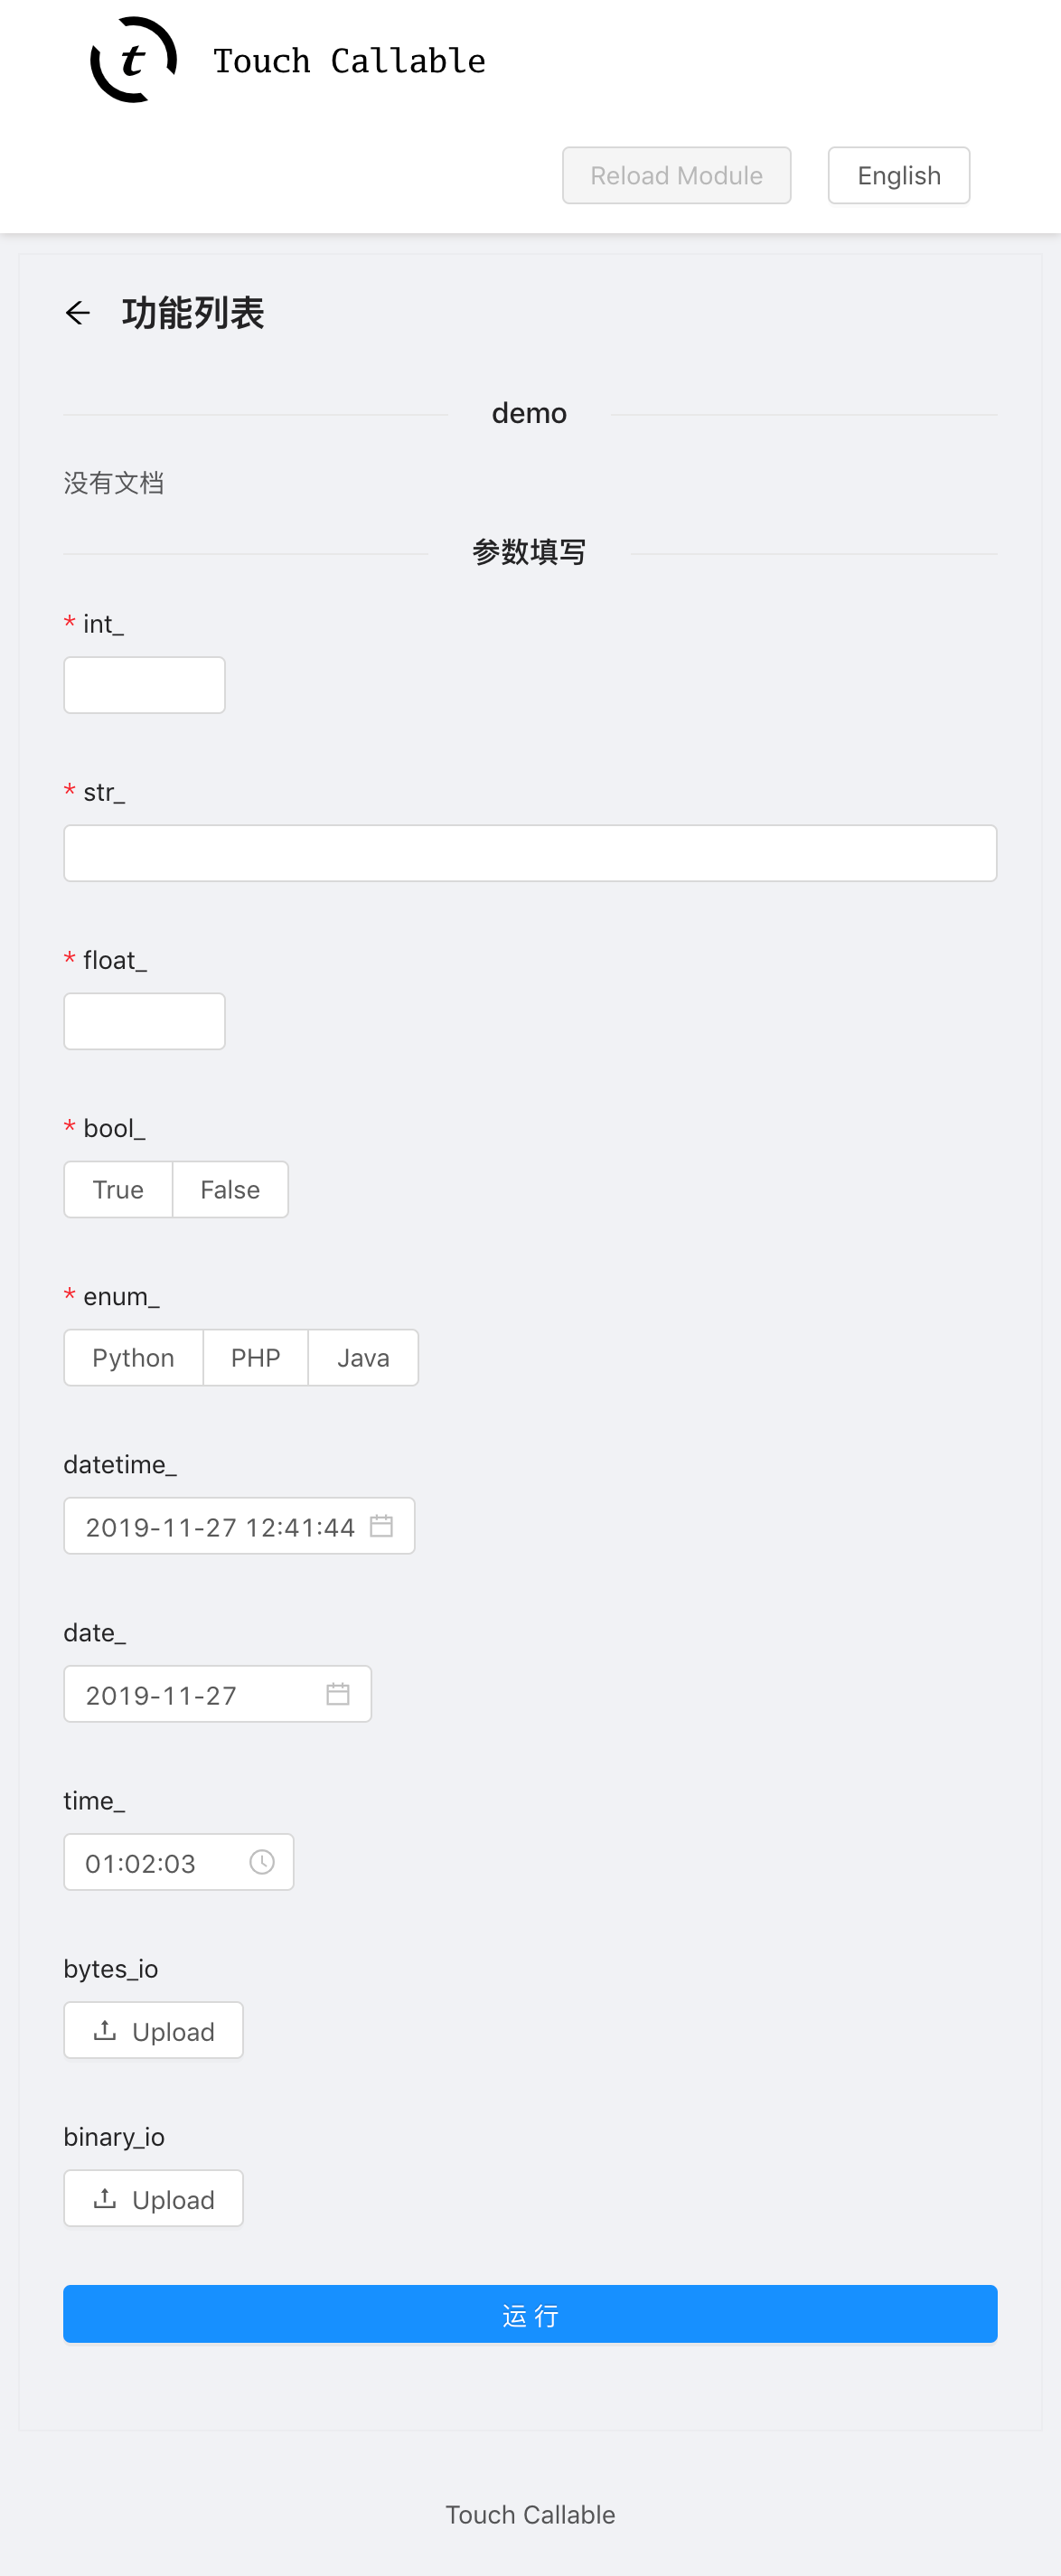 t Touch Callable
Reload Module English
功能列表
demo
没有文档
参数填写
* int_
* str_
* float_
* bool_
True False
* enum_
Python PHP Java
datetime_
2019-11-27 12:41:44
date_
2019-11-27
time_
01:02:03
bytes_io
Upload
binary_io
Upload
运 行
Touch Callable